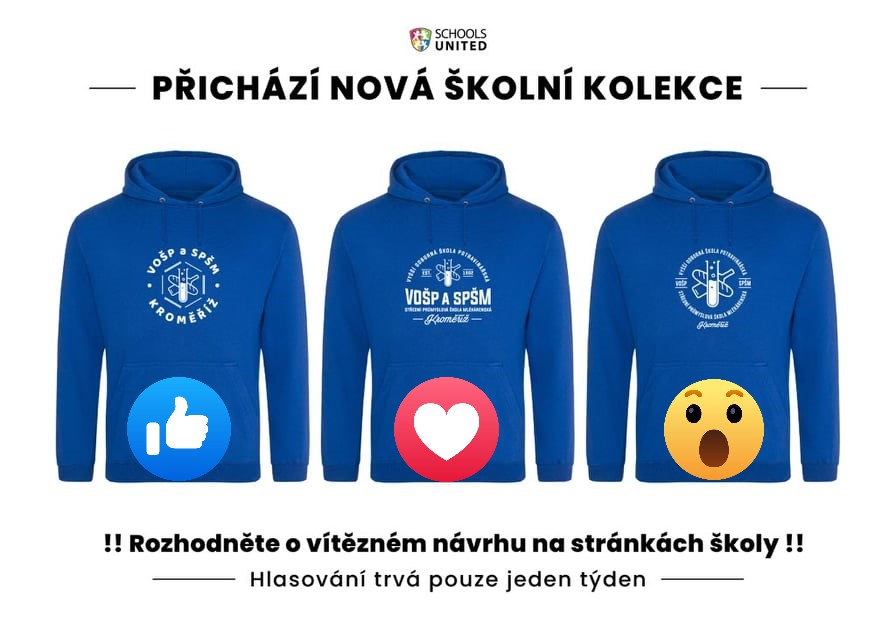 SCHOOLS
UNITED
PŘICHÁZÍ NOVÁ ŠKOLNÍ KOLEKCE
VOŠP a SPŠM
KROMĚŘÍŽ
VYŠŠÍ ODBORNÁ ŠKOLA POTRAVINÁŘSKÁ
EST.
VOŠP A SPŠM
STŘEDNÍ PRŮMYSLOVÁ ŠKOLA MLÉKÁRENSKÁ
Kroměříž
VYŠŠÍ ODBORNÁ ŠKOLA POTRAVINÁŘSKÁ
VOŠP SPŠM
STŘEDNÍ PRŮMYSLOVÁ ŠKOLA MLÉKÁRENSKÁ
Kroměříž
!! Rozhodněte o vítězném návrhu na stránkách školy !!
Hlasování trvá pouze jeden týden